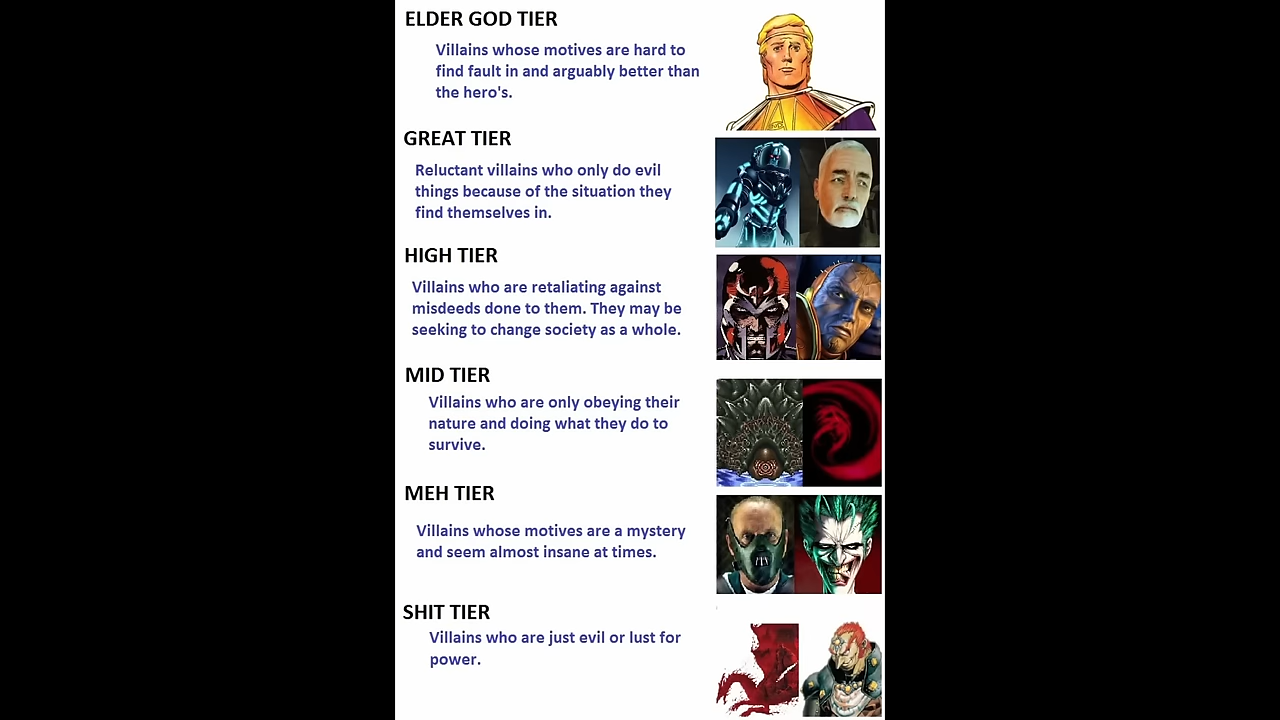 ELDER GOD TIER
Villains whose motives are hard to
find fault in and arguably better than
the hero's.
GREAT TIER
Reluctant villains who only do evil
things because of the situation they
find themselves in.
HIGH TIER
Villains who are retaliating against
misdeeds done to them. They may be
seeking to change society as a whole.
MID TIER
Villains who are only obeying their
nature and doing what they do to
survive.
MEH TIER
Villains whose motives are a mystery
and seem almost insane at times.
SHIT TIER
Villains who are just evil or lust for
power.